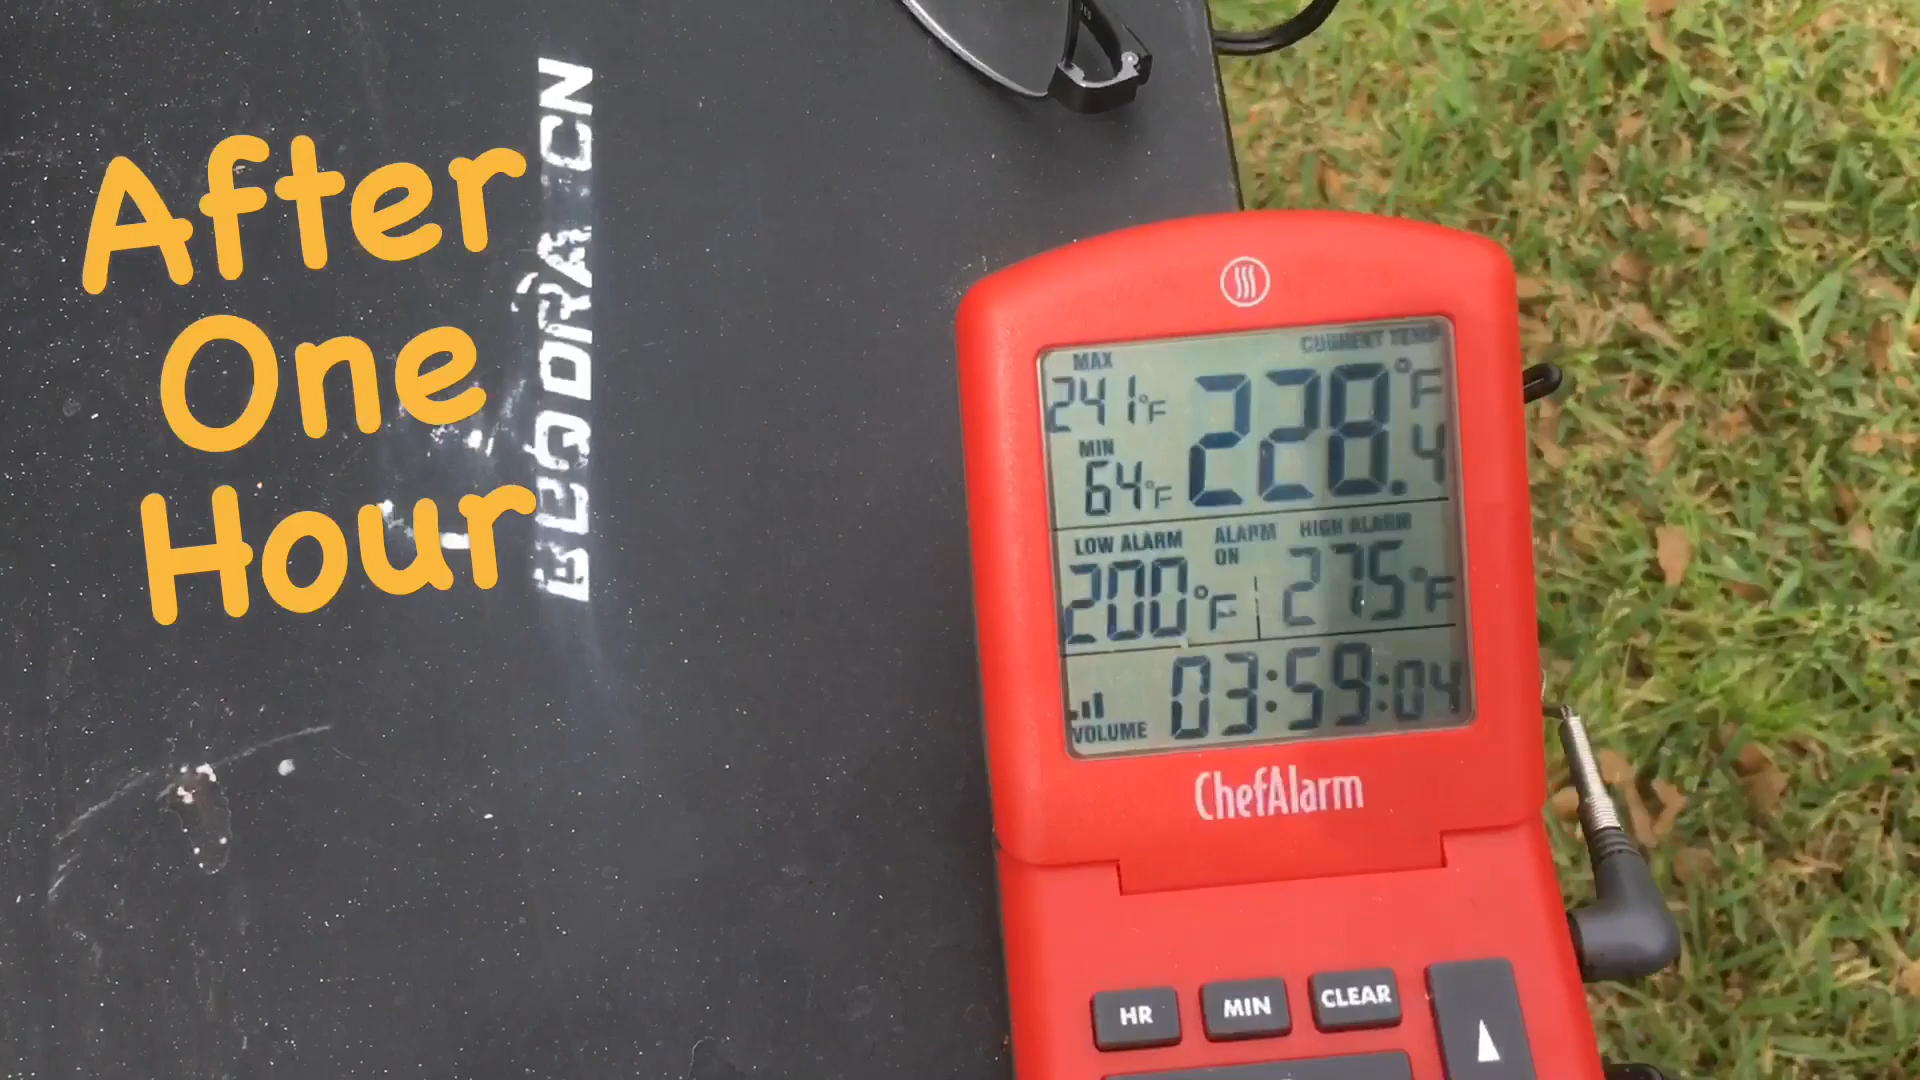 After
One
Hour
MAX
241°F
MIN
64°F
CURRENT TEMP
228.4°F
LOW ALARM
200°F
ALARM
ON
HIGH ALARM
275°F
VOLUME
03:59:04
ChefAlarm
HR
MIN
CLEAR